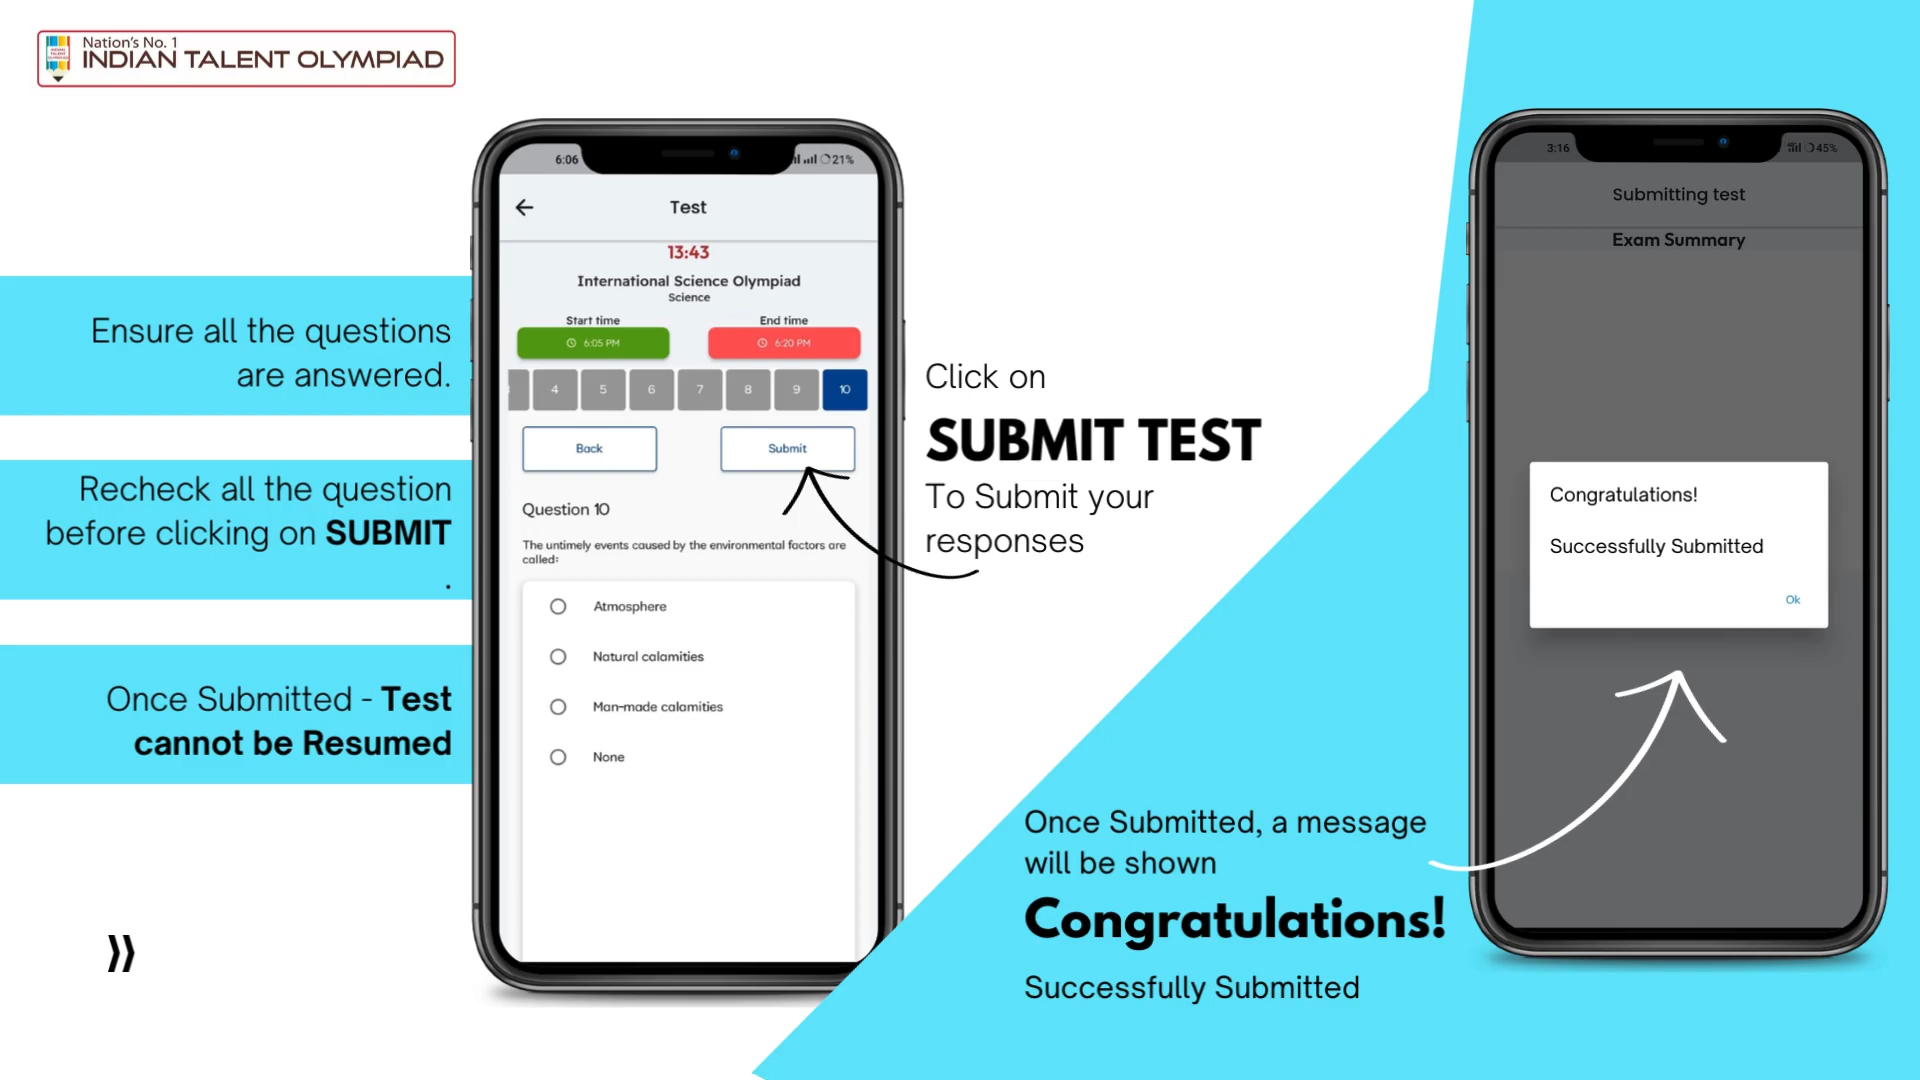 Nation's No. 1
INDIAN TALENT OLYMPIAD
Ensure all the questions
are answered.
Recheck all the question
before clicking on SUBMIT
.
Once Submitted - Test
cannot be Resumed
6:06
21%
Test
13:43
International Science Olympiad
Science
Start time
End time
6:05 PM
6:20 PM
4 5 6 7 8 9 10
Back
Submit
Question 10
The untimely events caused by the environmental factors are
called:
Atmosphere
Natural calamities
Man-made calamities
None
Click on
SUBMIT TEST
To Submit your
responses
Once Submitted, a message
will be shown
Congratulations!
Successfully Submitted
3:16
45%
Submitting test
Exam Summary
Congratulations!
Successfully Submitted
Ok